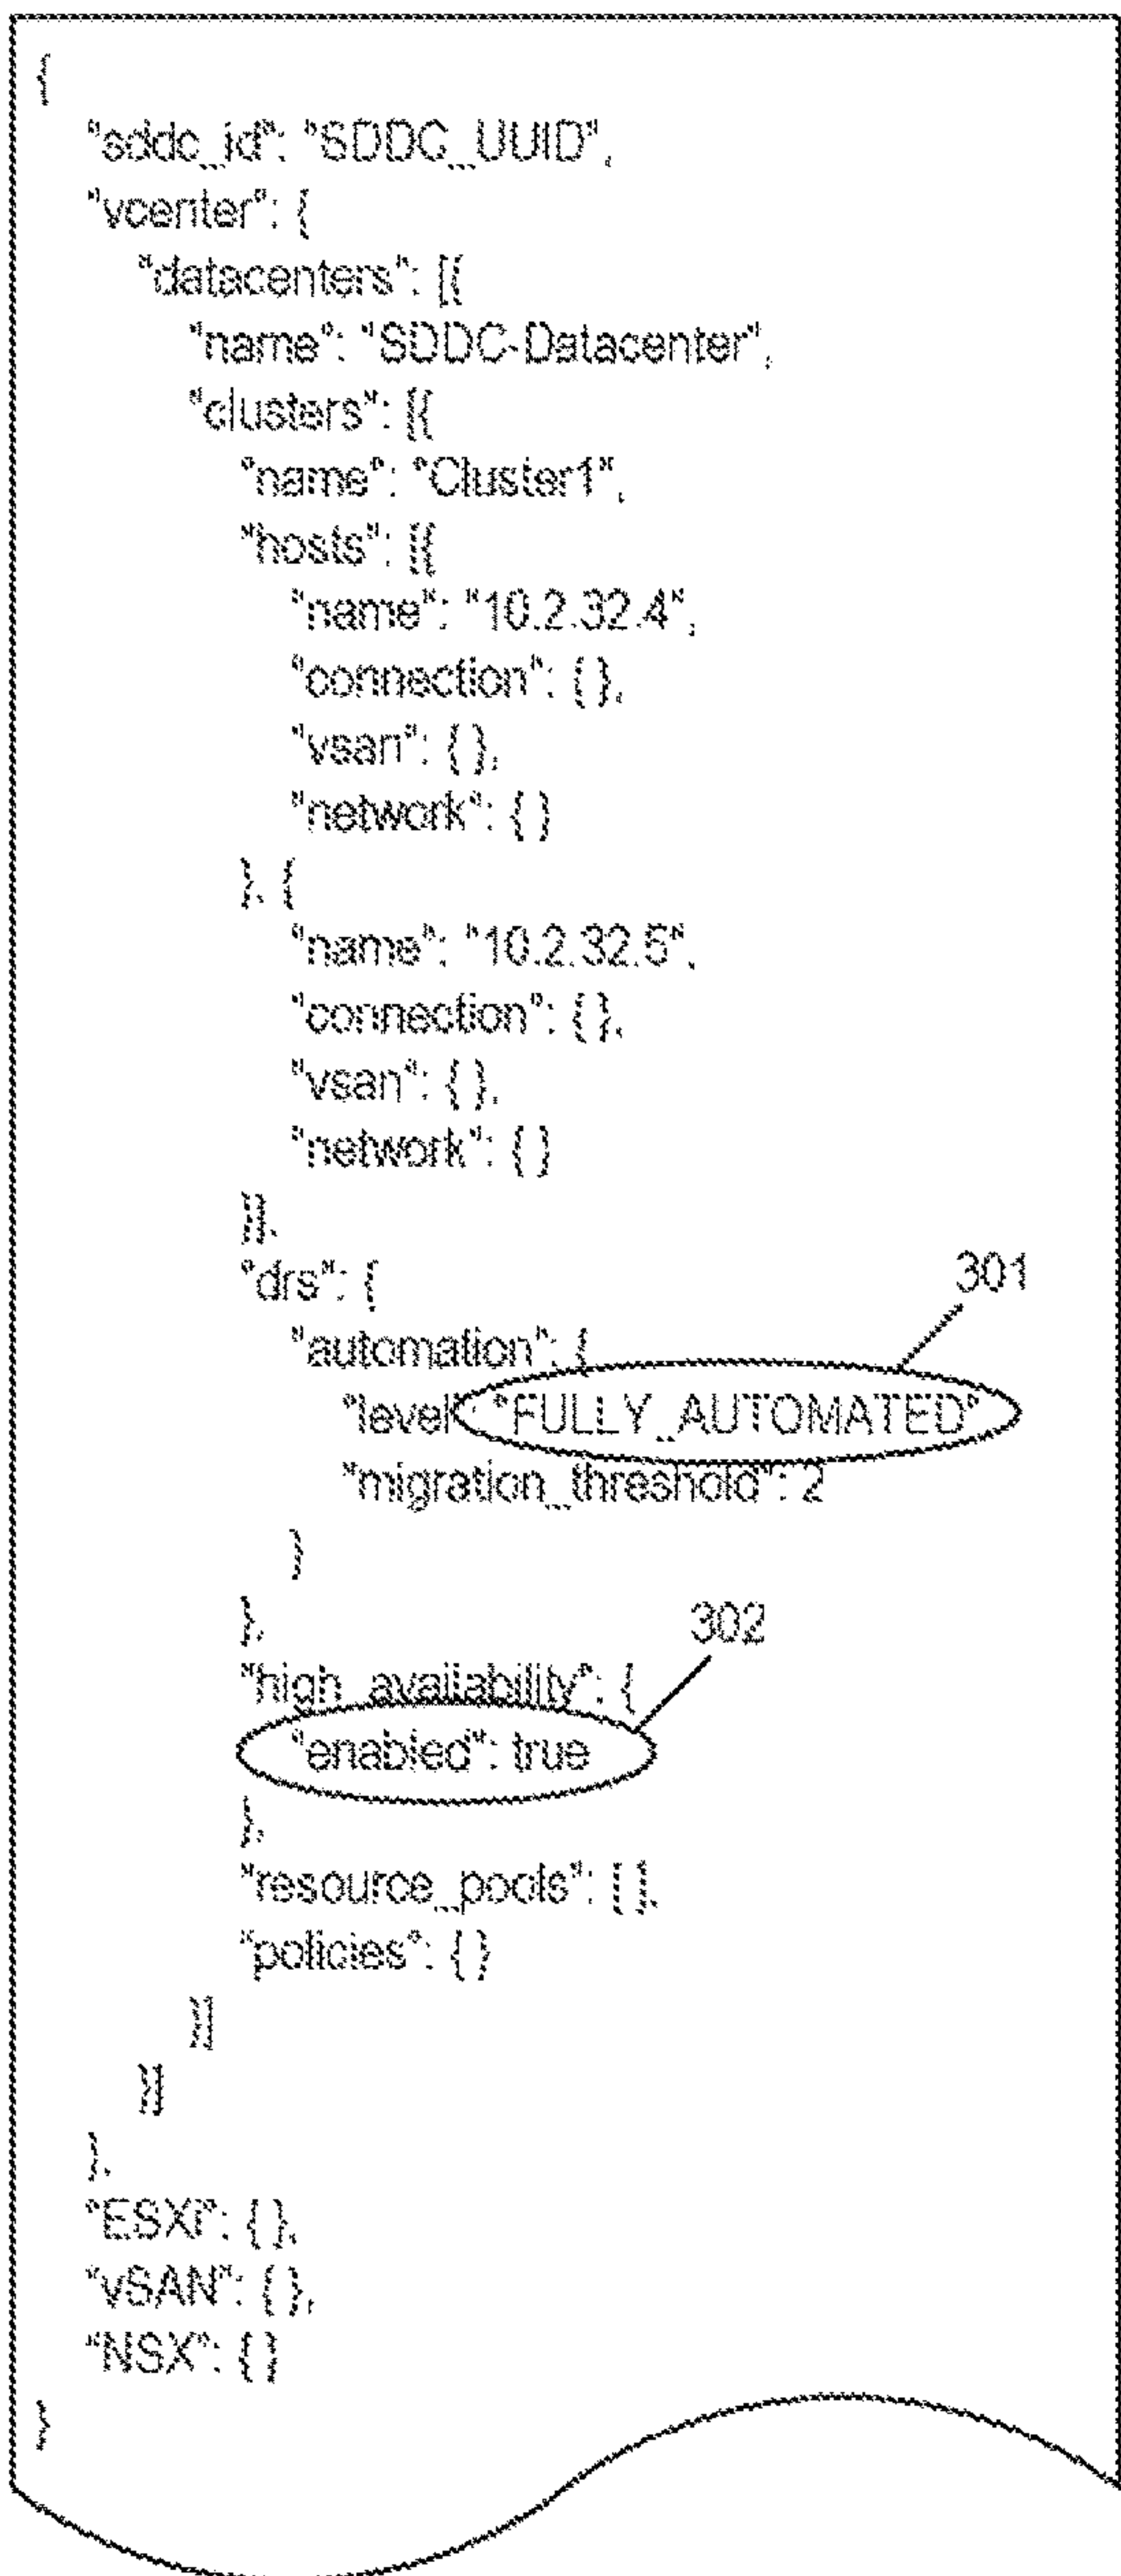 {
"sddc_id": "SDDC_UUID",
"vcenter": {
"datacenters": [{
"name": "SDDC-Datacenter",
"clusters": [{
"name": "Cluster1",
"hosts": [{
"name": "10.2.32.4",
"connection": { },
"vsan": { },
"network": { }
}, {
"name": "10.2.32.5",
"connection": { },
"vsan": { },
"network": { }
}],
"drs": {
301
"automation": {
"level": "FULLY_AUTOMATED"
"migration_threshold": 2
}
},
302
"high_availability": {
"enabled": true
},
"resource_pools": [ ],
"policies": { }
}]
}]
},
"ESXi": { },
"vSAN": { },
"NSX": { }
}